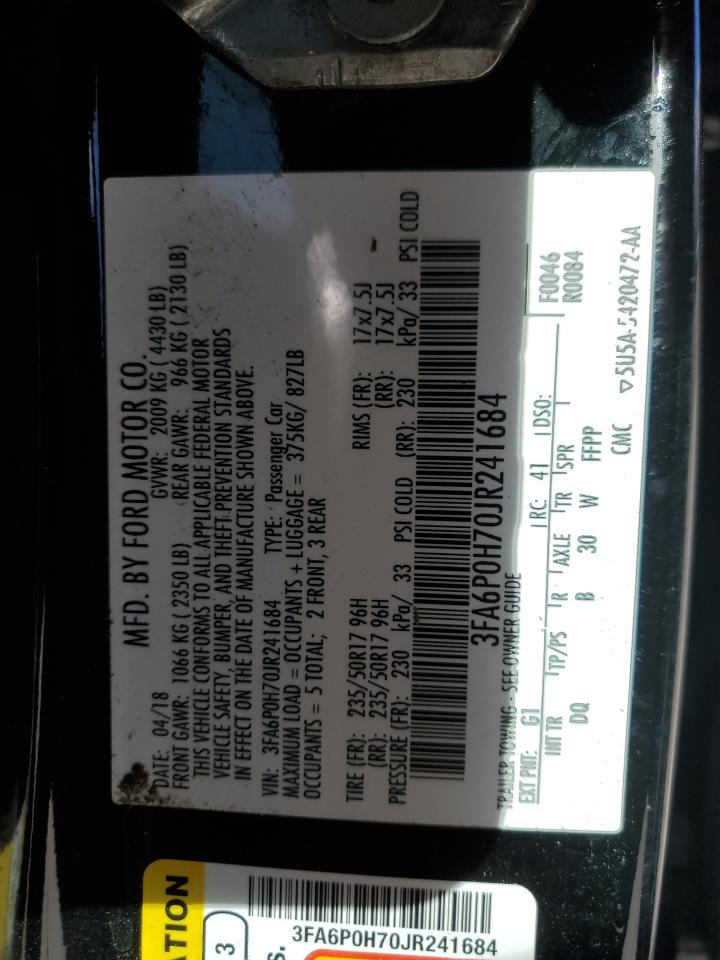 MFD. BY FORD MOTOR CO.
DATE: 04/18 GVWR: 2009 KG ( 4430 LB)
FRONT GAWR: 1066 KG ( 2350 LB) REAR GAWR: 966 KG ( 2130 LB)
THIS VEHICLE CONFORMS TO ALL APPLICABLE FEDERAL MOTOR
VEHICLE SAFETY, BUMPER, AND THEFT PREVENTION STANDARDS
IN EFFECT ON THE DATE OF MANUFACTURE SHOWN ABOVE.
VIN: 3FA6P0H70JR241684 TYPE: Passenger Car
MAXIMUM LOAD = OCCUPANTS + LUGGAGE = 375KG/ 827LB
OCCUPANTS = 5 TOTAL; 2 FRONT, 3 REAR
TIRE (FR): 235/50R17 96H RIMS (FR): 17x7.5J
(RR): 235/50R17 96H (RR): 17x7.5J
PRESSURE (FR): 230 kPa/ 33 PSI COLD (RR): 230 kPa/ 33 PSI COLD
3FA6P0H70JR241684
TRAILER TOWING - SEE OWNER GUIDE
EXT PNT: G1 RC: 41 DSO: F0046
R0084
INT TR TP/PS R AXLE TR SPR
DQ B 30 W FFPP
CMC ▽5U5A-5420472-AA
ATION
3
S.
3FA6P0H70JR241684